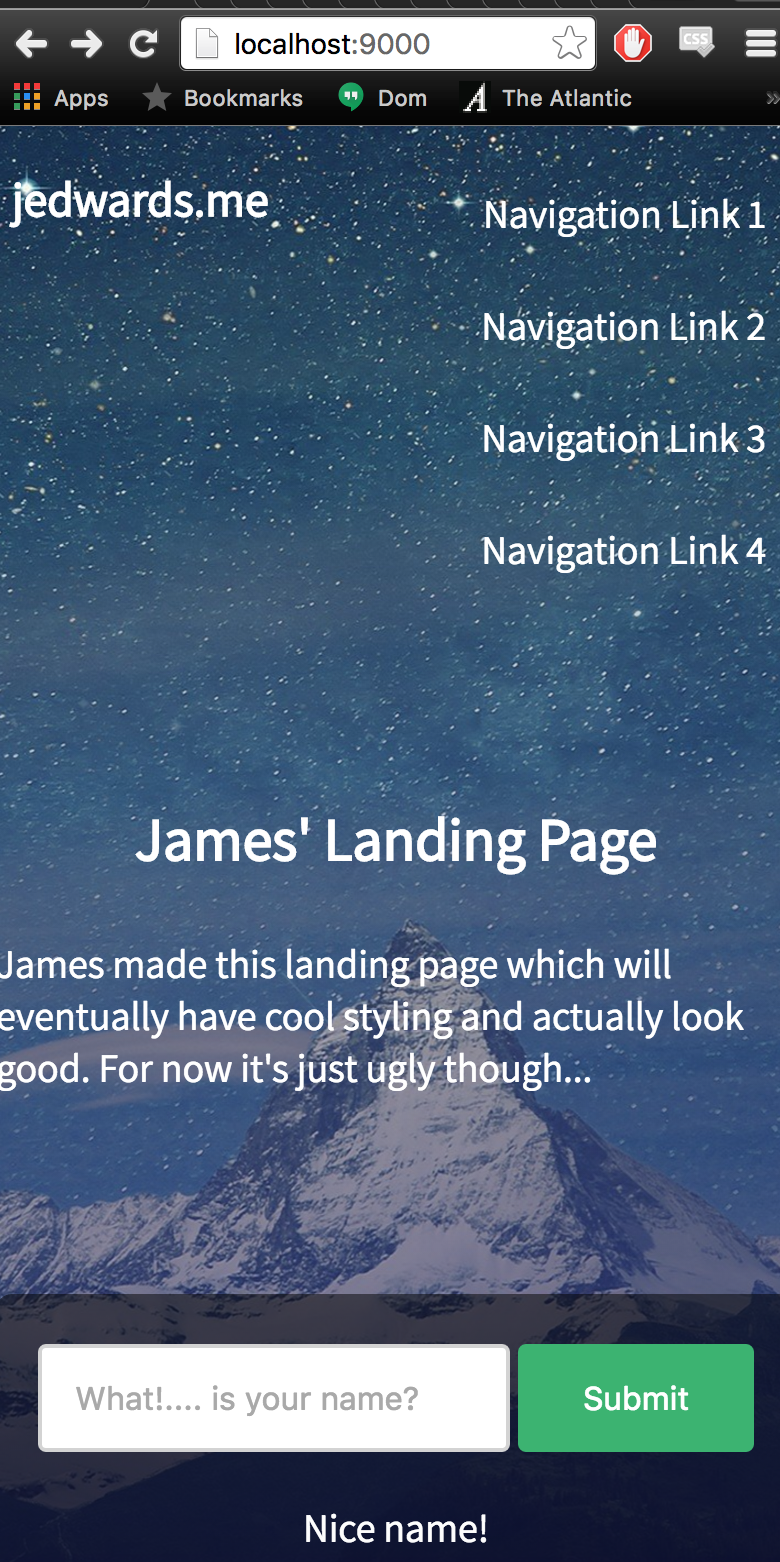 localhost:9000
CSS
Apps Bookmarks Dom A The Atlantic »
jedwards.me
Navigation Link 1
Navigation Link 2
Navigation Link 3
Navigation Link 4
James' Landing Page
James made this landing page which will
eventually have cool styling and actually look
good. For now it's just ugly though...
What!.... is your name? Submit
Nice name!